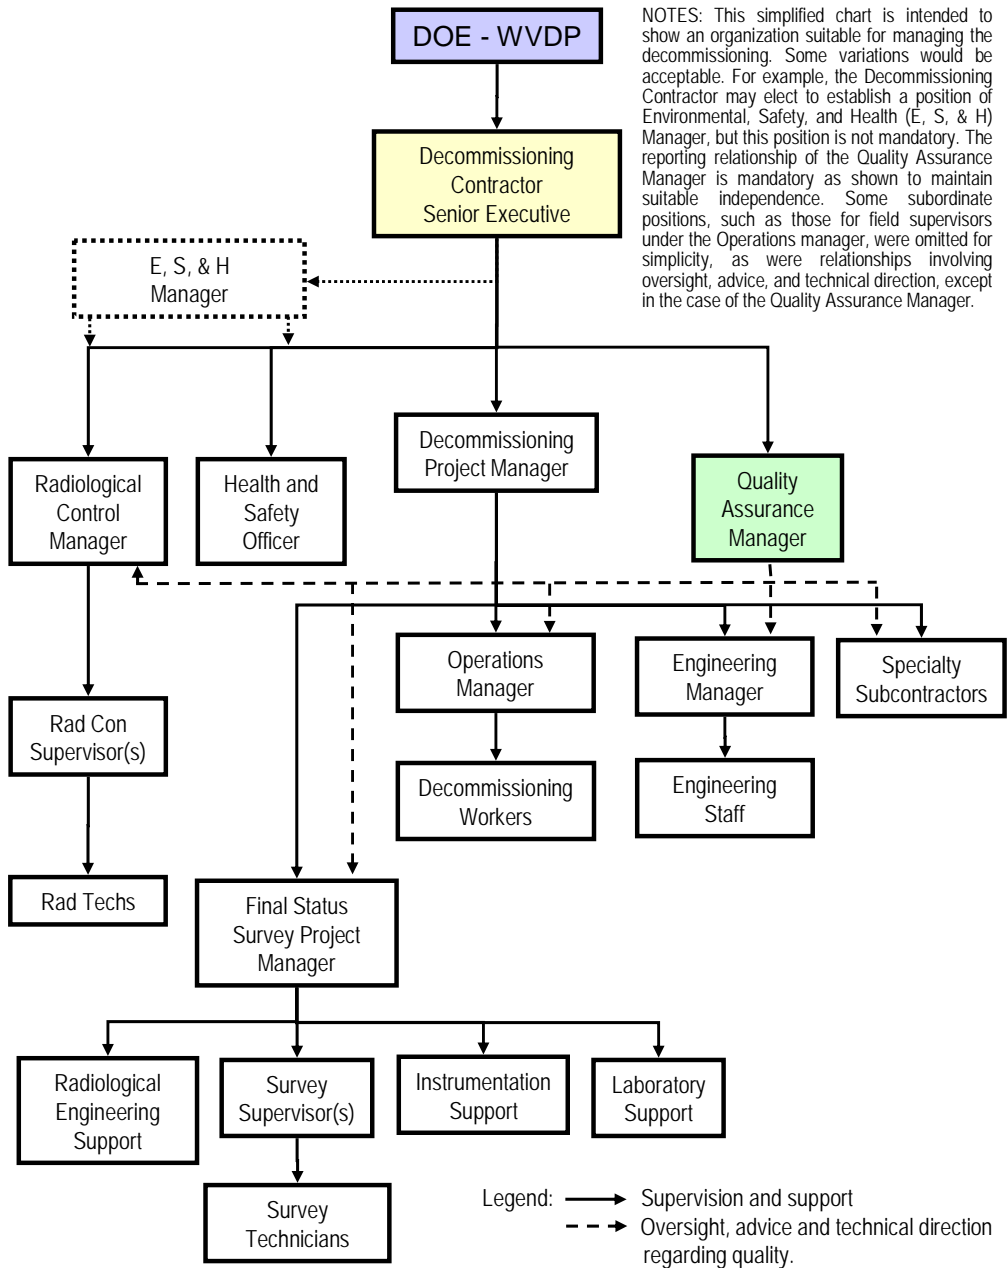 DOE - WVDP
NOTES: This simplified chart is intended to
show an organization suitable for managing the
decommissioning. Some variations would be
acceptable. For example, the Decommissioning
Contractor may elect to establish a position of
Environmental, Safety, and Health (E, S, & H)
Manager, but this position is not mandatory. The
reporting relationship of the Quality Assurance
Manager is mandatory as shown to maintain
suitable independence. Some subordinate
positions, such as those for field supervisors
under the Operations manager, were omitted for
simplicity, as were relationships involving
oversight, advice, and technical direction, except
in the case of the Quality Assurance Manager.
Decommissioning
Contractor
Senior Executive
E, S, & H
Manager
Radiological
Control
Manager
Health and
Safety
Officer
Decommissioning
Project Manager
Quality
Assurance
Manager
Operations
Manager
Engineering
Manager
Specialty
Subcontractors
Rad Con
Supervisor(s)
Decommissioning
Workers
Engineering
Staff
Rad Techs
Final Status
Survey Project
Manager
Radiological
Engineering
Support
Survey
Supervisor(s)
Instrumentation
Support
Laboratory
Support
Survey
Technicians
Legend:
Supervision and support
Oversight, advice and technical direction
regarding quality.